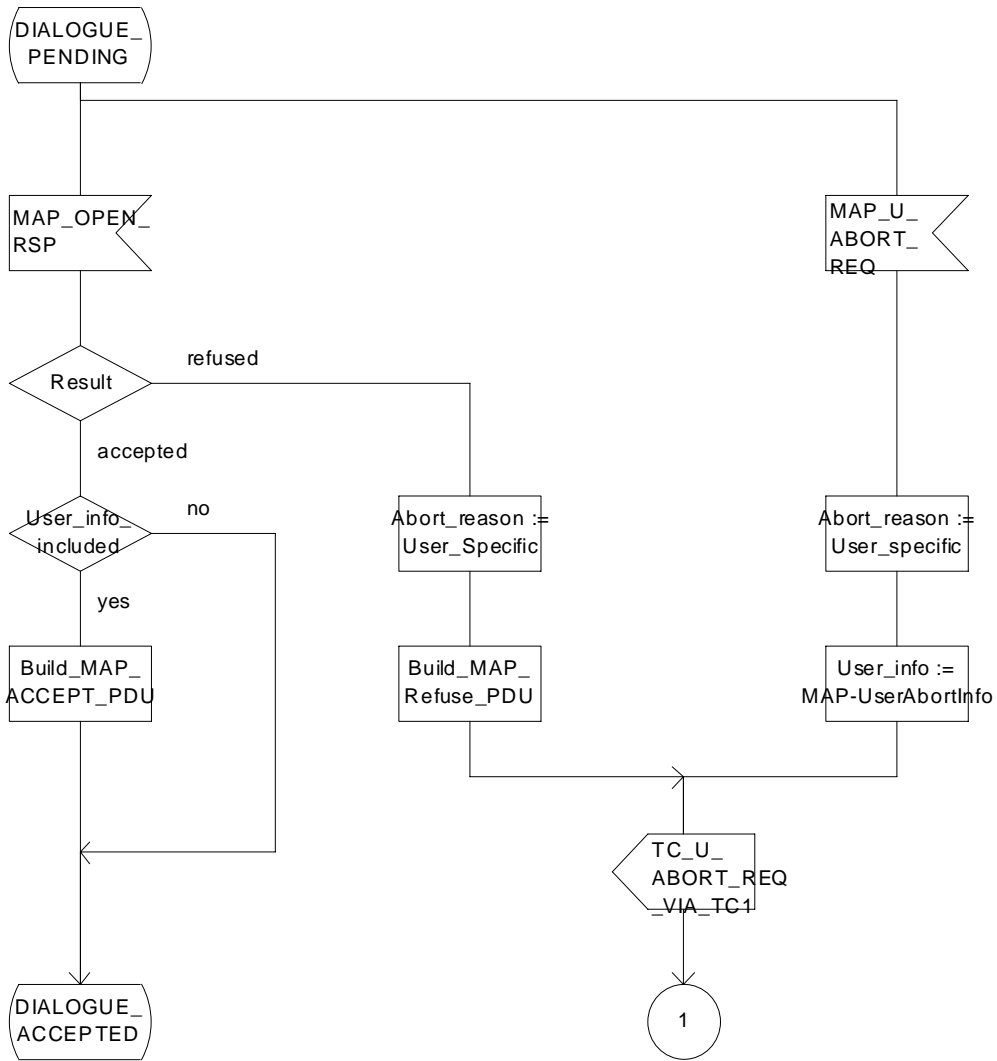 DIALOGUE_
PENDING
MAP_OPEN_
RSP
MAP_U_
ABORT_
REQ
Result
refused
accepted
User_info_
included
no
yes
Abort_reason :=
User_Specific
Abort_reason :=
User_specific
Build_MAP_
ACCEPT_PDU
Build_MAP_
Refuse_PDU
User_info :=
MAP-UserAbortInfo
TC_U_
ABORT_REQ
_VIA_TC1
DIALOGUE_
ACCEPTED
1